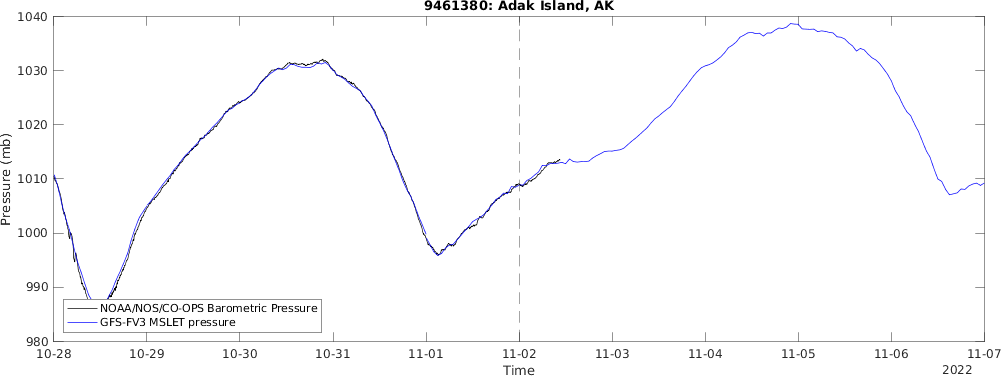 9461380: Adak Island, AK
Pressure (mb)
1040
1030
1020
1010
1000
990
980
NOAA/NOS/CO-OPS Barometric Pressure
GFS-FV3 MSLET pressure
10-28 10-29 10-30 10-31 11-01 11-02 11-03 11-04 11-05 11-06 11-07
Time
2022